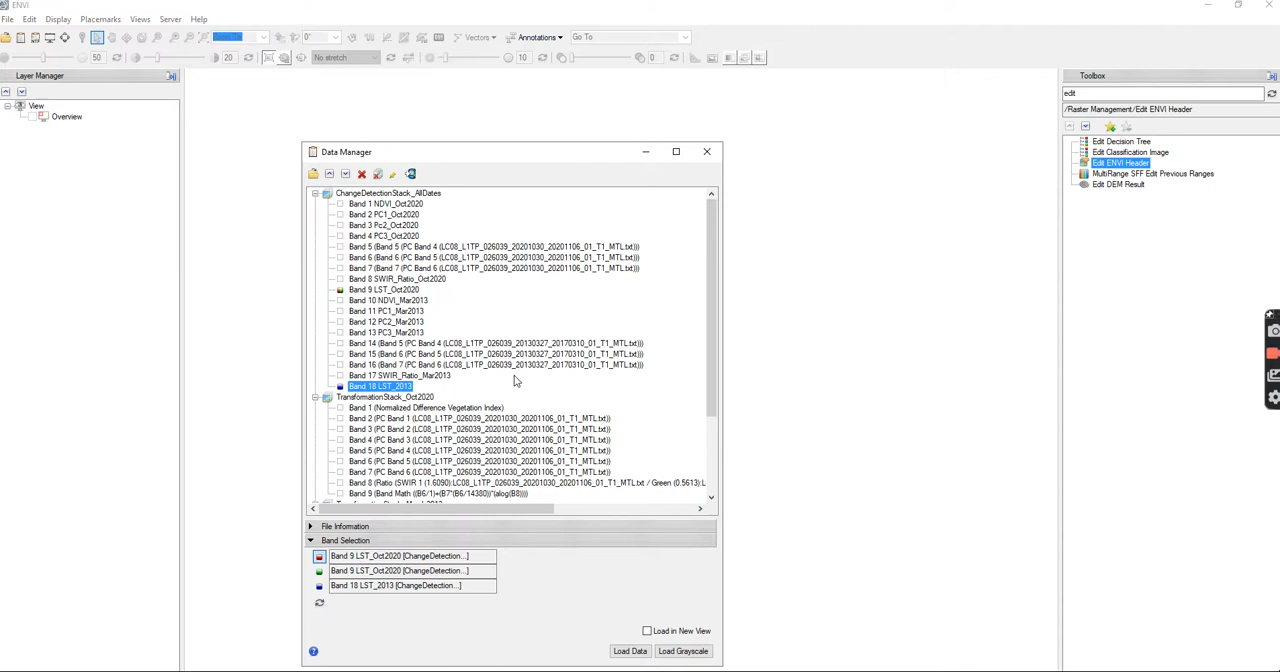 ENVI
File Edit Display Placemarks Views Server Help
0° Vectors Annotations Go To
50 20 No stretch 10 0
Layer Manager
View
Overview
Data Manager
ChangeDetectionStack_AllDates
Band 1 NDVI_Oct2020
Band 2 PC1_Oct2020
Band 3 Pc2_Oct2020
Band 4 PC3_Oct2020
Band 5 (Band 5 (PC Band 4 (LC08_L1TP_026039_20201030_20201106_01_T1_MTL.txt)))
Band 6 (Band 6 (PC Band 5 (LC08_L1TP_026039_20201030_20201106_01_T1_MTL.txt)))
Band 7 (Band 7 (PC Band 6 (LC08_L1TP_026039_20201030_20201106_01_T1_MTL.txt)))
Band 8 SWIR_Ratio_Oct2020
Band 9 LST_Oct2020
Band 10 NDVI_Mar2013
Band 11 PC1_Mar2013
Band 12 PC2_Mar2013
Band 13 PC3_Mar2013
Band 14 (Band 5 (PC Band 4 (LC08_L1TP_026039_20130327_20170310_01_T1_MTL.txt)))
Band 15 (Band 6 (PC Band 5 (LC08_L1TP_026039_20130327_20170310_01_T1_MTL.txt)))
Band 16 (Band 7 (PC Band 6 (LC08_L1TP_026039_20130327_20170310_01_T1_MTL.txt)))
Band 17 SWIR_Ratio_Mar2013
Band 18 LST_2013
TransformationStack_Oct2020
Band 1 (Normalized Difference Vegetation Index)
Band 2 (PC Band 1 (LC08_L1TP_026039_20201030_20201106_01_T1_MTL.txt))
Band 3 (PC Band 2 (LC08_L1TP_026039_20201030_20201106_01_T1_MTL.txt))
Band 4 (PC Band 3 (LC08_L1TP_026039_20201030_20201106_01_T1_MTL.txt))
Band 5 (PC Band 4 (LC08_L1TP_026039_20201030_20201106_01_T1_MTL.txt))
Band 6 (PC Band 5 (LC08_L1TP_026039_20201030_20201106_01_T1_MTL.txt))
Band 7 (PC Band 6 (LC08_L1TP_026039_20201030_20201106_01_T1_MTL.txt))
Band 8 (Ratio (SWIR 1 (1.6090):LC08_L1TP_026039_20201030_20201106_01_T1_MTL.txt / Green (0.5613):L
Band 9 (Band Math ((B6/1)+(B7*(B6/14380))*(alog(B8))))
File Information
Band Selection
Band 9 LST_Oct2020 [ChangeDetection...]
Band 9 LST_Oct2020 [ChangeDetection...]
Band 18 LST_2013 [ChangeDetection...]
Load in New View
Load Data Load Grayscale
Toolbox
edit
/Raster Management/Edit ENVI Header
Edit Decision Tree
Edit Classification Image
Edit ENVI Header
MultiRange SFF Edit Previous Ranges
Edit DEM Result